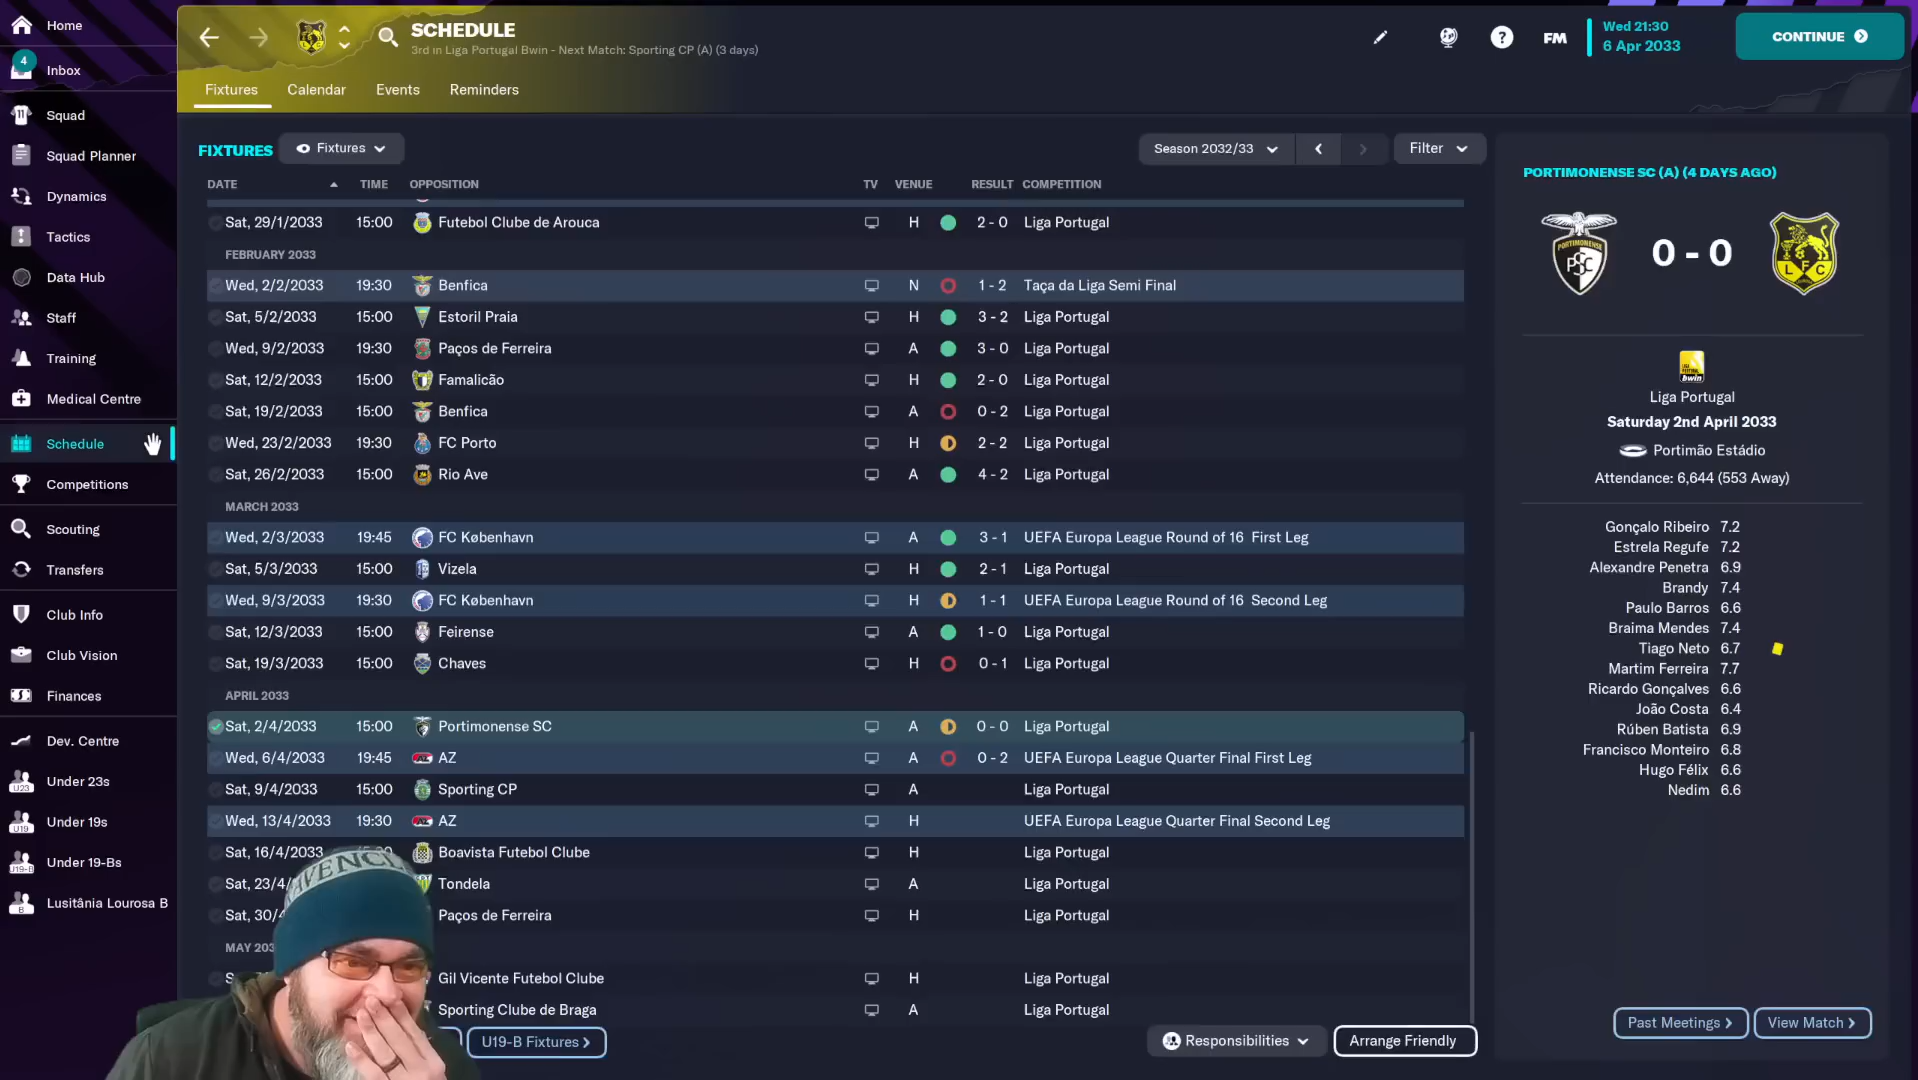 Home
4
Inbox
Squad
Squad Planner
Dynamics
Tactics
Data Hub
Staff
Training
Medical Centre
Schedule
Competitions
Scouting
Transfers
Club Info
Club Vision
Finances
Dev. Centre
Under 23s
Under 19s
Under 19-Bs
Lusitânia Lourosa B
SCHEDULE
3rd in Liga Portugal Bwin - Next Match: Sporting CP (A) (3 days)
FM
Wed 21:30
6 Apr 2033
CONTINUE
Fixtures Calendar Events Reminders
FIXTURES Fixtures Season 2032/33 Filter
DATE TIME OPPOSITION TV VENUE RESULT COMPETITION
Sat, 29/1/2033 15:00 Futebol Clube de Arouca H 2 - 0 Liga Portugal
FEBRUARY 2033
Wed, 2/2/2033 19:30 Benfica N 1 - 2 Taça da Liga Semi Final
Sat, 5/2/2033 15:00 Estoril Praia H 3 - 2 Liga Portugal
Wed, 9/2/2033 19:30 Paços de Ferreira A 3 - 0 Liga Portugal
Sat, 12/2/2033 15:00 Famalicão H 2 - 0 Liga Portugal
Sat, 19/2/2033 15:00 Benfica A 0 - 2 Liga Portugal
Wed, 23/2/2033 19:30 FC Porto H 2 - 2 Liga Portugal
Sat, 26/2/2033 15:00 Rio Ave A 4 - 2 Liga Portugal
MARCH 2033
Wed, 2/3/2033 19:45 FC København A 3 - 1 UEFA Europa League Round of 16 First Leg
Sat, 5/3/2033 15:00 Vizela H 2 - 1 Liga Portugal
Wed, 9/3/2033 19:30 FC København H 1 - 1 UEFA Europa League Round of 16 Second Leg
Sat, 12/3/2033 15:00 Feirense A 1 - 0 Liga Portugal
Sat, 19/3/2033 15:00 Chaves H 0 - 1 Liga Portugal
APRIL 2033
Sat, 2/4/2033 15:00 Portimonense SC A 0 - 0 Liga Portugal
Wed, 6/4/2033 19:45 AZ A 0 - 2 UEFA Europa League Quarter Final First Leg
Sat, 9/4/2033 15:00 Sporting CP A Liga Portugal
Wed, 13/4/2033 19:30 AZ H UEFA Europa League Quarter Final Second Leg
Sat, 16/4/2033 Boavista Futebol Clube H Liga Portugal
Sat, 23/4/ Tondela A Liga Portugal
Sat, 30/4 Paços de Ferreira H Liga Portugal
MAY 203
Gil Vicente Futebol Clube H Liga Portugal
Sporting Clube de Braga A Liga Portugal
U19-B Fixtures >
Responsibilities
Arrange Friendly
PORTIMONENSE SC (A) (4 DAYS AGO)
PORTIMONENSE
PSC
0 - 0
LFC
bwin
Liga Portugal
Saturday 2nd April 2033
Portimão Estádio
Attendance: 6,644 (553 Away)
Gonçalo Ribeiro 7.2
Estrela Regufe 7.2
Alexandre Penetra 6.9
Brandy 7.4
Paulo Barros 6.6
Braima Mendes 7.4
Tiago Neto 6.7
Martim Ferreira 7.7
Ricardo Gonçalves 6.6
João Costa 6.4
Rúben Batista 6.9
Francisco Monteiro 6.8
Hugo Félix 6.6
Nedim 6.6
Past Meetings > View Match >